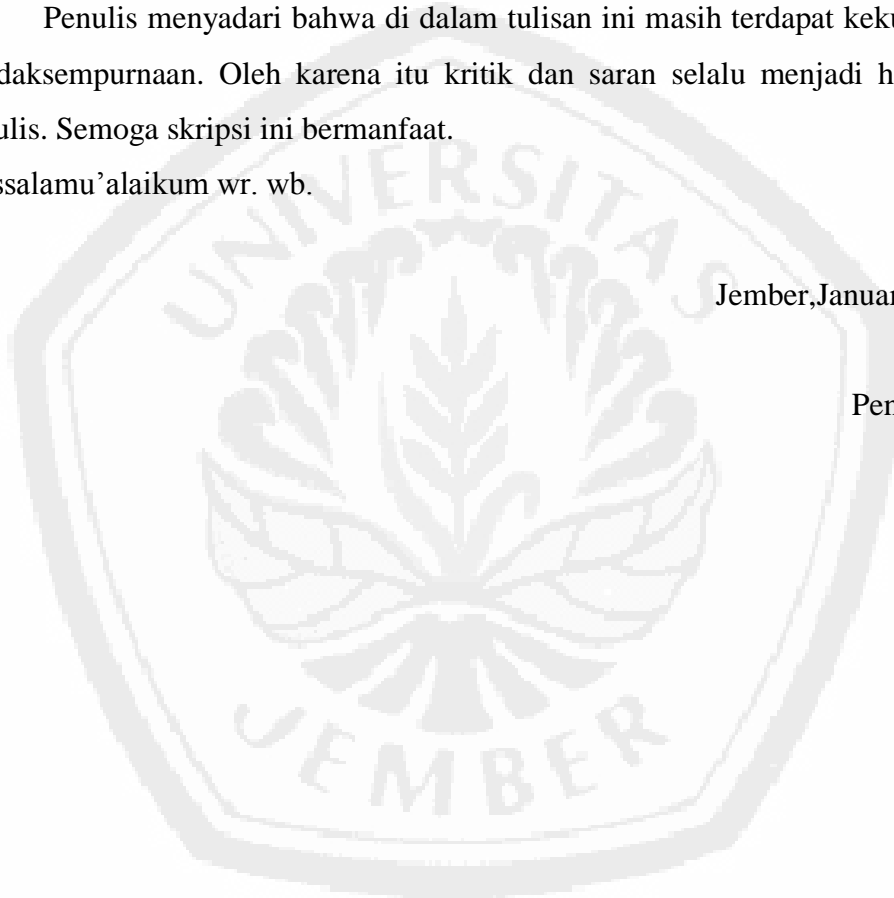 Penulis menyadari bahwa di dalam tulisan ini masih terdapat keku
daksempurnaan. Oleh karena itu kritik dan saran selalu menjadi h
ulis. Semoga skripsi ini bermanfaat.
ssalamu’alaikum wr. wb.
UNIVERSITAS
Jember,Januar
Pen
JEMBER